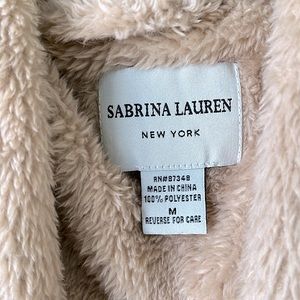 SABRINA LAUREN
NEW YORK
RN#87348
MADE IN CHINA
100% POLYESTER
M
REVERSE FOR CARE